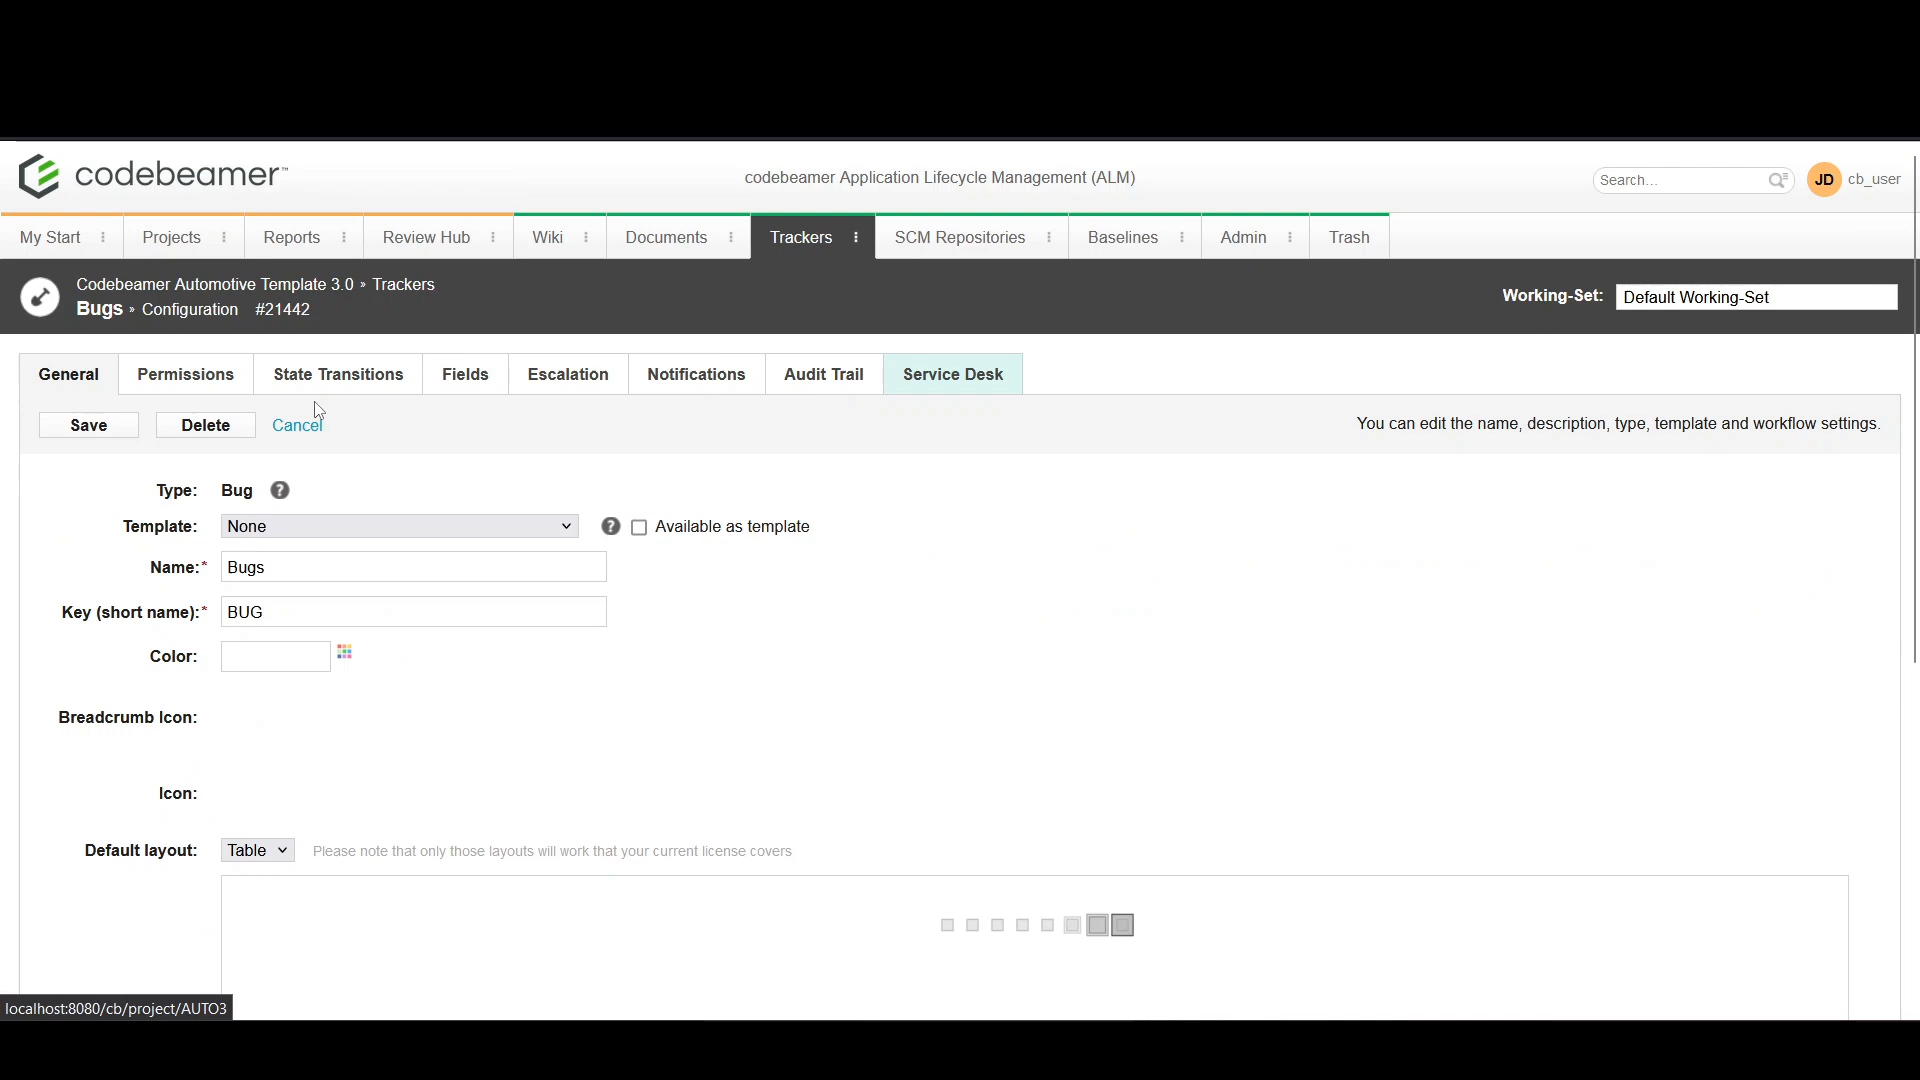 codebeamer™
codebeamer Application Lifecycle Management (ALM)
Search...
JD
cb_user
My Start
Projects
Reports
Review Hub
Wiki
Documents
Trackers
SCM Repositories
Baselines
Admin
Trash
Codebeamer Automotive Template 3.0 » Trackers
Bugs » Configuration #21442
Working-Set: Default Working-Set
General
Permissions
State Transitions
Fields
Escalation
Notifications
Audit Trail
Service Desk
Save
Delete
Cancel
You can edit the name, description, type, template and workflow settings.
Type: Bug ?
Template: None ? Available as template
Name:* Bugs
Key (short name):* BUG
Color:
Breadcrumb Icon:
Icon:
Default layout: Table Please note that only those layouts will work that your current license covers
localhost:8080/cb/project/AUTO3